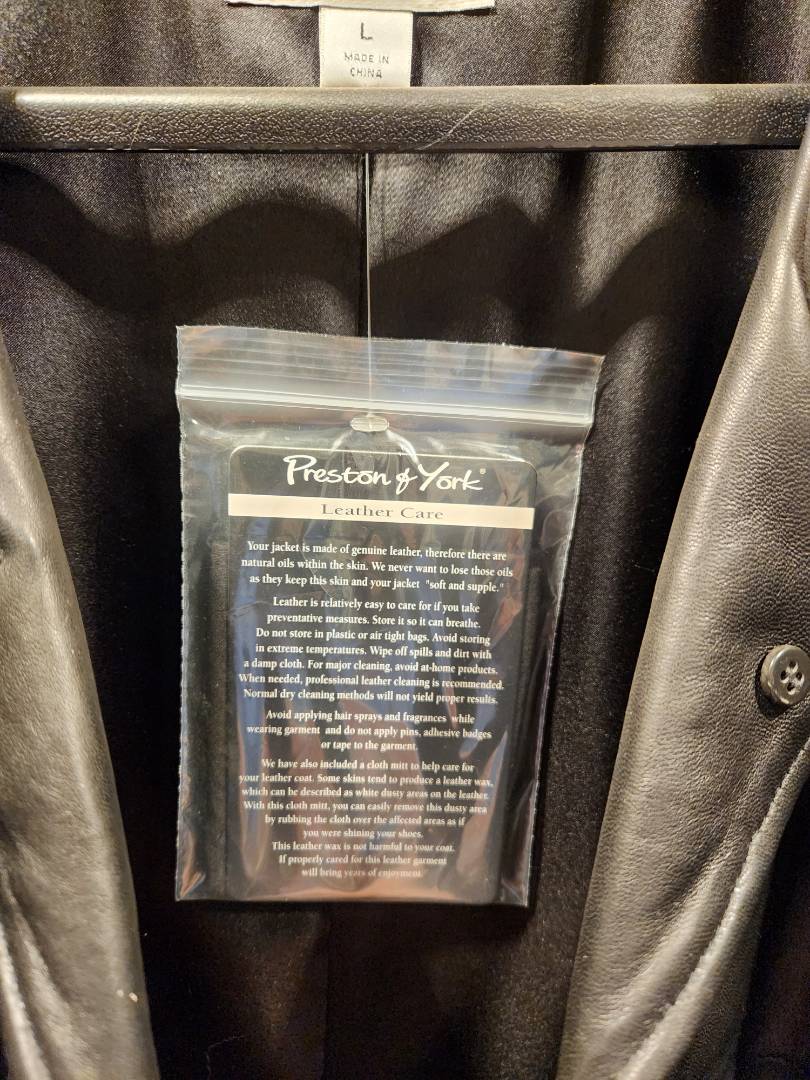 L
MADE IN
CHINA
Preston & York®
Leather Care
Your jacket is made of genuine leather, therefore there are
natural oils within the skin. We never want to lose those oils
as they keep this skin and your jacket "soft and supple."
Leather is relatively easy to care for if you take
preventative measures. Store it so it can breathe.
Do not store in plastic or air tight bags. Avoid storing
in extreme temperatures. Wipe off spills and dirt with
a damp cloth. For major cleaning, avoid at-home products.
When needed, professional leather cleaning is recommended.
Normal dry cleaning methods will not yield proper results.
Avoid applying hair sprays and fragrances while
wearing garment and do not apply pins, adhesive badges
or tape to the garment.
We have also included a cloth mitt to help care for
your leather coat. Some skins tend to produce a leather wax,
which can be described as white dusty areas on the leather.
With this cloth mitt, you can easily remove this dusty area
by rubbing the cloth over the affected areas as if
you were shining your shoes.
This leather wax is not harmful to your coat.
If properly cared for this leather garment
will bring years of enjoyment.